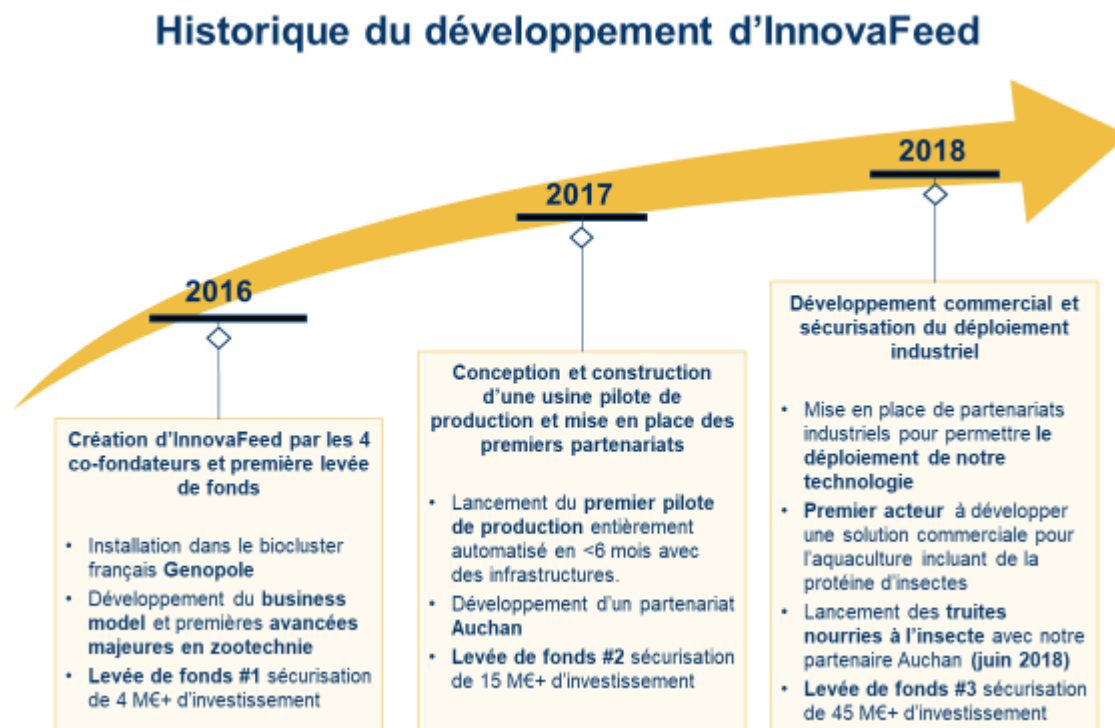 Historique du développement d'InnovaFeed
2016
Création d'InnovaFeed par les 4
co-fondateurs et première levée
de fonds
• Installation dans le biocluster
français Genopole
• Développement du business
model et premières avancées
majeures en zootechnie
• Levée de fonds #1 sécurisation
de 4 M€+ d'investissement
2017
Conception et construction
d'une usine pilote de
production et mise en place des
premiers partenariats
• Lancement du premier pilote
de production entièrement
automatisé en <6 mois avec
des infrastructures.
• Développement d'un partenariat
Auchan
• Levée de fonds #2 sécurisation
de 15 M€+ d'investissement
2018
Développement commercial et
sécurisation du déploiement
industriel
• Mise en place de partenariats
industriels pour permettre le
déploiement de notre
technologie
• Premier acteur à développer
une solution commerciale pour
l'aquaculture incluant de la
protéine d'insectes
• Lancement des truites
nourries à l'insecte avec notre
partenaire Auchan (juin 2018)
• Levée de fonds #3 sécurisation
de 45 M€+ d'investissement